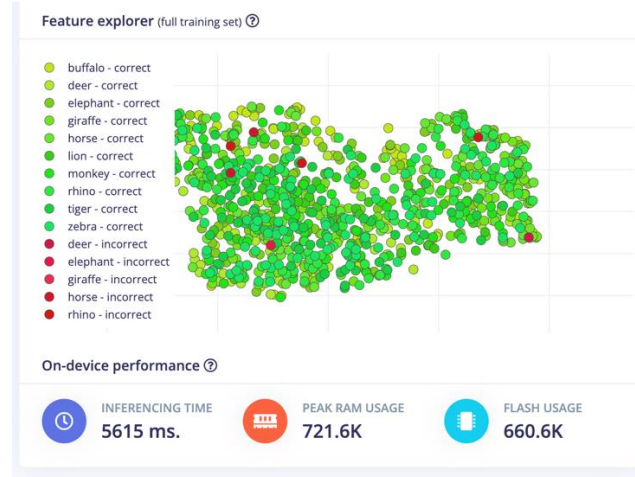 Feature explorer (full training set) ?
buffalo - correct
deer - correct
elephant - correct
giraffe - correct
horse - correct
lion - correct
monkey - correct
rhino - correct
tiger - correct
zebra - correct
deer - incorrect
elephant - incorrect
giraffe - incorrect
horse - incorrect
rhino - incorrect
On-device performance ?
INFERENCING TIME
5615 ms.
PEAK RAM USAGE
721.6K
FLASH USAGE
660.6K